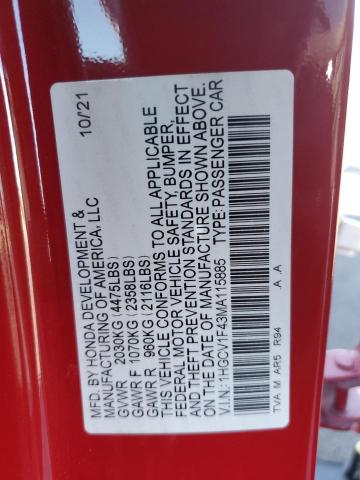 MFD. BY HONDA DEVELOPMENT & 10/'21
MANUFACTURING OF AMERICA, LLC
GVWR 2030KG (4475LBS)
GAWR F 1070KG (2358LBS)
GAWR R 960KG (2116LBS)
THIS VEHICLE CONFORMS TO ALL APPLICABLE
FEDERAL MOTOR VEHICLE SAFETY, BUMPER,
AND THEFT PREVENTION STANDARDS IN EFFECT
ON THE DATE OF MANUFACTURE SHOWN ABOVE.
V.I.N.: 1HGCV1F43MA115885 TYPE: PASSENGER CAR
TVA M AR5 R94 .A .A